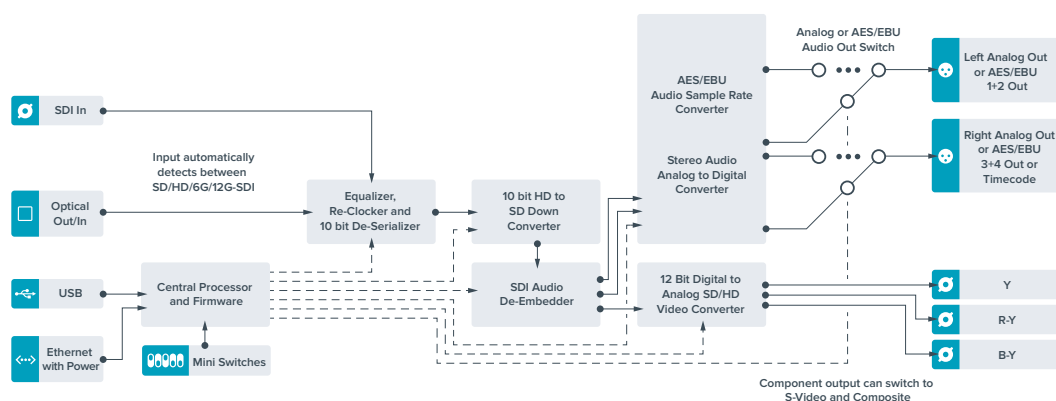 Analog or AES/EBU
Audio Out Switch
Left Analog Out
or AES/EBU
1+2 Out
AES/EBU
Audio Sample Rate
Converter
SDI In
Right Analog Out
or AES/EBU
3+4 Out or
Timecode
Input automatically
detects between
SD/HD/6G/12G-SDI
Stereo Audio
Analog to Digital
Converter
Optical
Out/In
Equalizer,
Re-Clocker and
10 bit De-Serializer
10 bit HD to
SD Down
Converter
USB
Central Processor
and Firmware
SDI Audio
De-Embedder
12 Bit Digital to
Analog SD/HD
Video Converter
Y
R-Y
Ethernet
with Power
Mini Switches
B-Y
Component output can switch to
S-Video and Composite